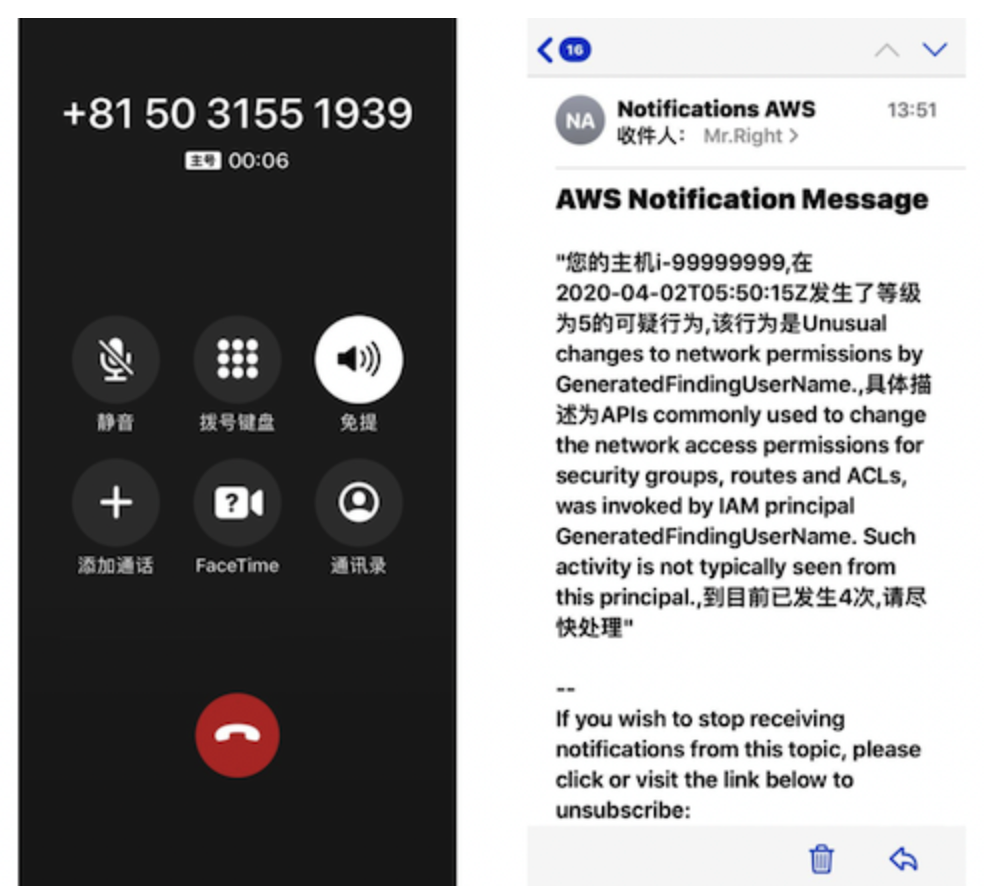 +81 50 3155 1939
主号 00:06
静音
拨号键盘
免提
添加通话
FaceTime
通讯录
16
NA
Notifications AWS
13:51
收件人： Mr.Right
AWS Notification Message
"您的主机i-99999999,在
2020-04-02T05:50:15Z发生了等级
为5的可疑行为,该行为是Unusual
changes to network permissions by
GeneratedFindingUserName.,具体描
述为APIs commonly used to change
the network access permissions for
security groups, routes and ACLs,
was invoked by IAM principal
GeneratedFindingUserName. Such
activity is not typically seen from
this principal.,到目前已发生4次,请尽
快处理"
--
If you wish to stop receiving
notifications from this topic, please
click or visit the link below to
unsubscribe: